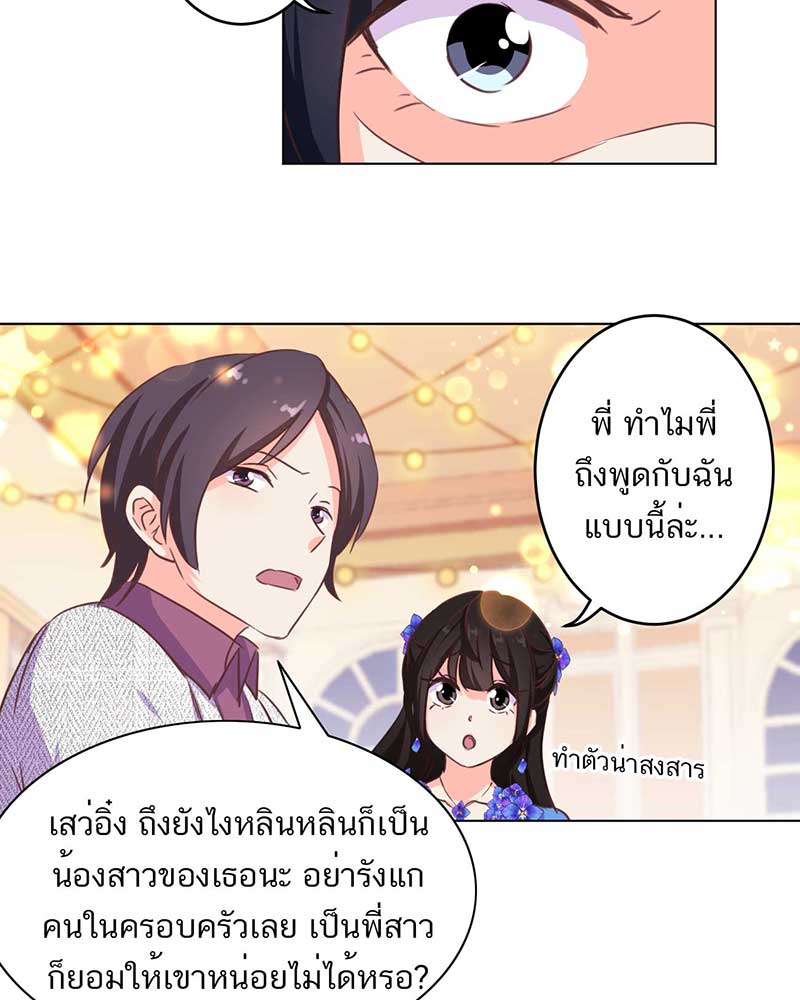 พี่ ทำไมพี่
ถึงพูดกับฉัน
แบบนี้ล่ะ...
ทำตัวน่าสงสาร
เสว่อิ๋ง ถึงยังไงหลินหลินก็เป็น
น้องสาวของเธอนะ อย่ารังแก
คนในครอบครัวเลย เป็นพี่สาว
ก็ยอมให้เขาหน่อยไม่ได้หรอ?